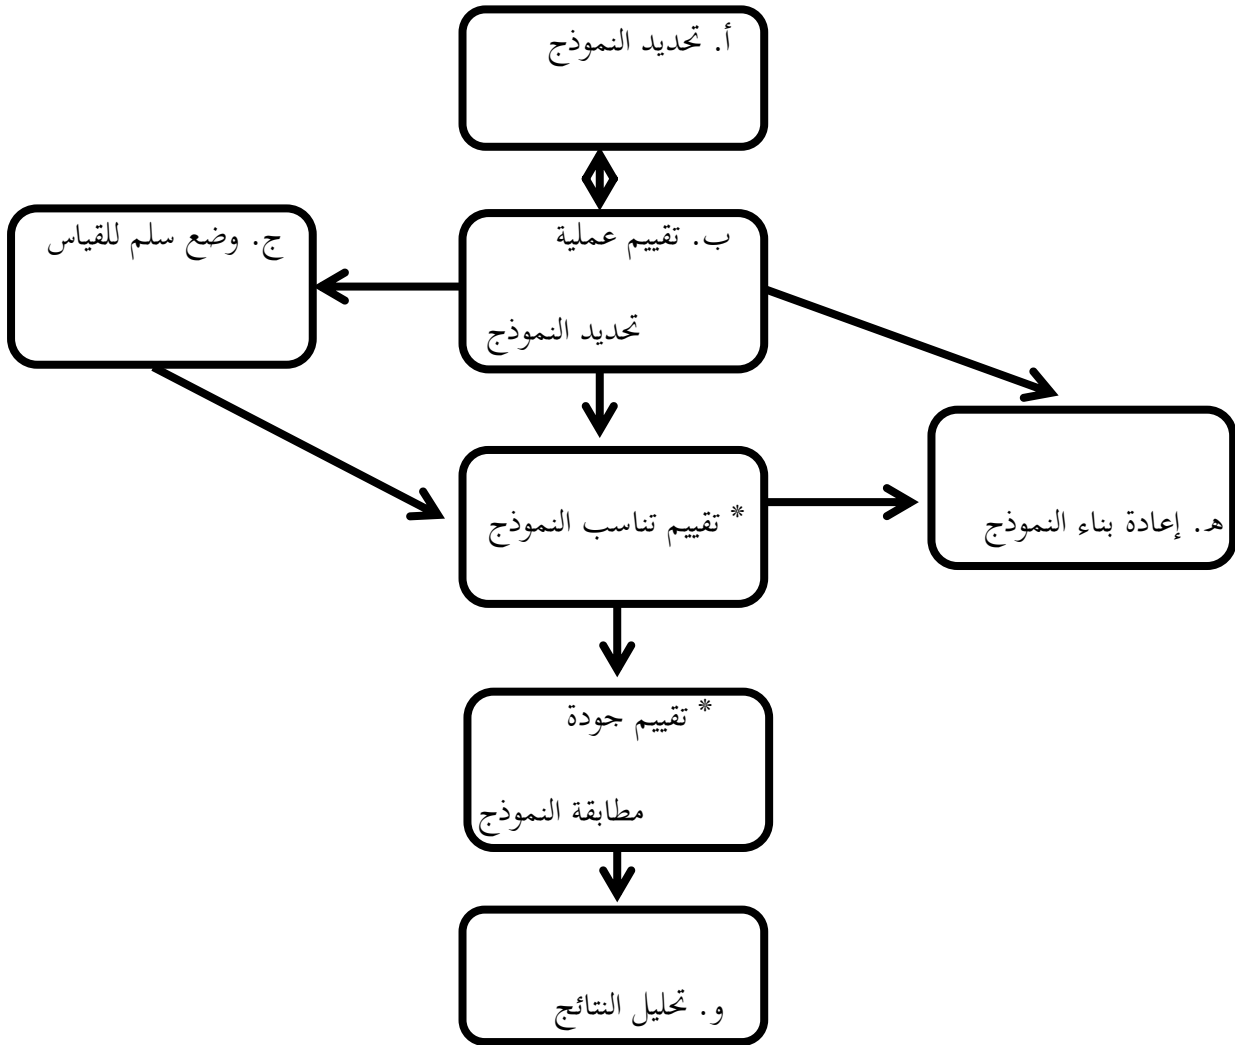 أ. تحديد النموذج
ب. تقييم عملية
تحديد النموذج
ج. وضع سلم للقياس
* تقييم تناسب النموذج
هـ. إعادة بناء النموذج
* تقييم جودة
مطابقة النموذج
و. تحليل النتائج